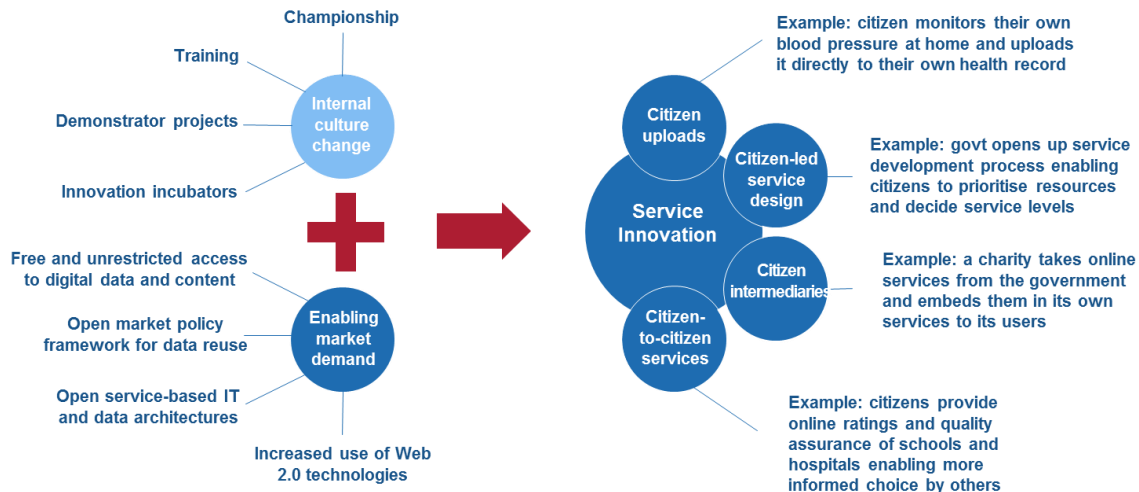 Championship
Training
Demonstrator projects
Innovation incubators
Internal
culture
change
Free and unrestricted access
to digital data and content
Open market policy
framework for data reuse
Open service-based IT
and data architectures
Increased use of Web
2.0 technologies
Enabling
market
demand
Service
Innovation
Citizen
uploads
Example: citizen monitors their own
blood pressure at home and uploads
it directly to their own health record
Citizen-led
service
design
Example: govt opens up service
development process enabling
citizens to prioritise resources
and decide service levels
Citizen
intermediaries
Example: a charity takes online
services from the government
and embeds them in its own
services to its users
Citizen-
to-citizen
services
Example: citizens provide
online ratings and quality
assurance of schools and
hospitals enabling more
informed choice by others